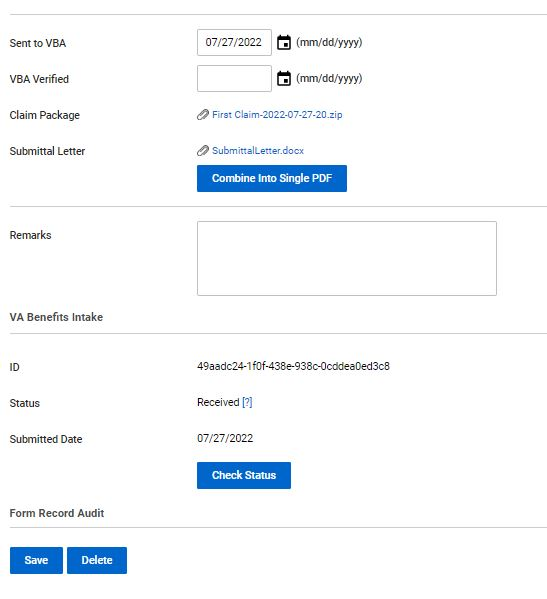 Sent to VBA 07/27/2022 (mm/dd/yyyy)
VBA Verified (mm/dd/yyyy)
Claim Package First Claim-2022-07-27-20.zip
Submittal Letter SubmittalLetter.docx
Combine Into Single PDF
Remarks
VA Benefits Intake
ID 49aadc24-1f0f-438e-938c-0cddea0ed3c8
Status Received [?]
Submitted Date 07/27/2022
Check Status
Form Record Audit
Save Delete